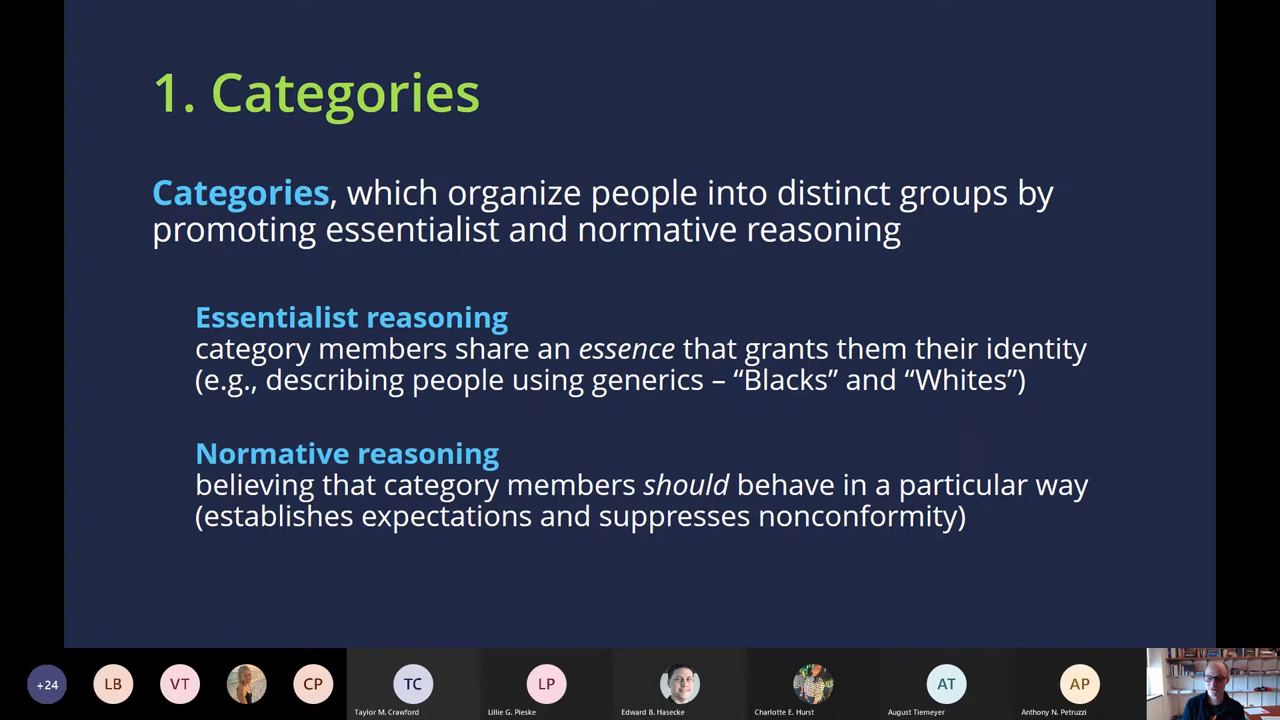 1. Categories
Categories, which organize people into distinct groups by
promoting essentialist and normative reasoning
Essentialist reasoning
category members share an essence that grants them their identity
(e.g., describing people using generics – “Blacks” and “Whites”)
Normative reasoning
believing that category members should behave in a particular way
(establishes expectations and suppresses nonconformity)
+24
LB
VT
CP
TC
LP
AT
AP
Taylor M. Crawford
Lillie G. Pieske
Edward B. Hasecke
Charlotte E. Hurst
August Tiemeyer
Anthony N. Petruzzi